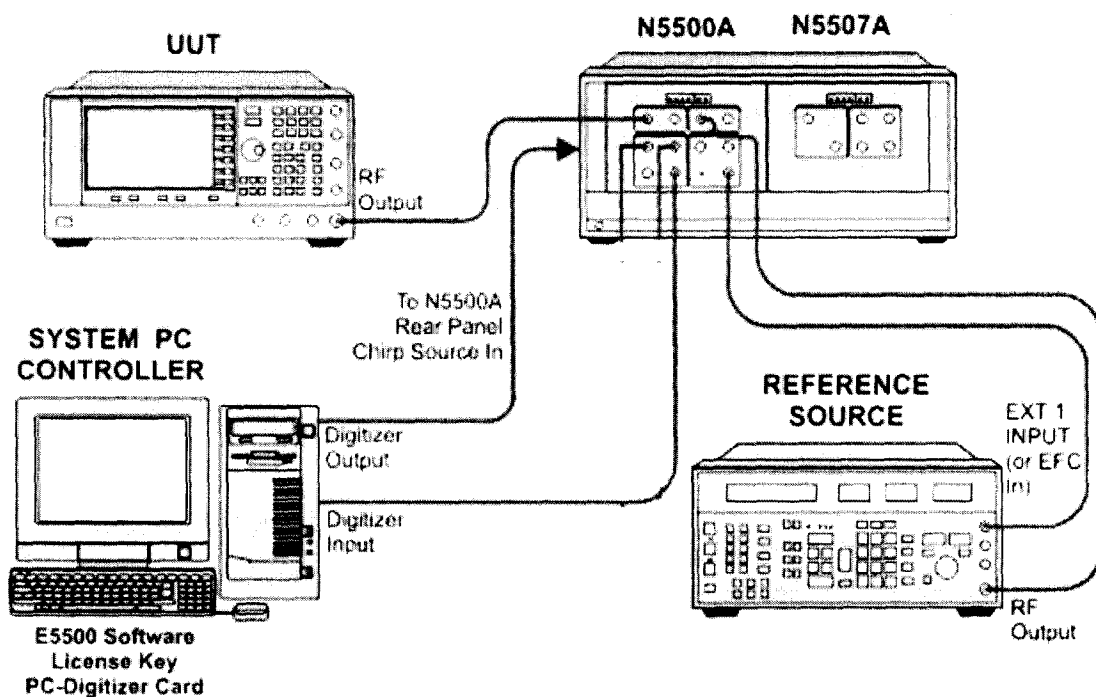 UUT
N5500A
N5507A
RF
Output
To N5500A
Rear Panel
Chirp Source In
SYSTEM PC
CONTROLLER
Digitizer
Output
Digitizer
Input
E5500 Software
License Key
PC-Digitizer Card
REFERENCE
SOURCE
EXT 1
INPUT
(or EFC
In)
RF
Output